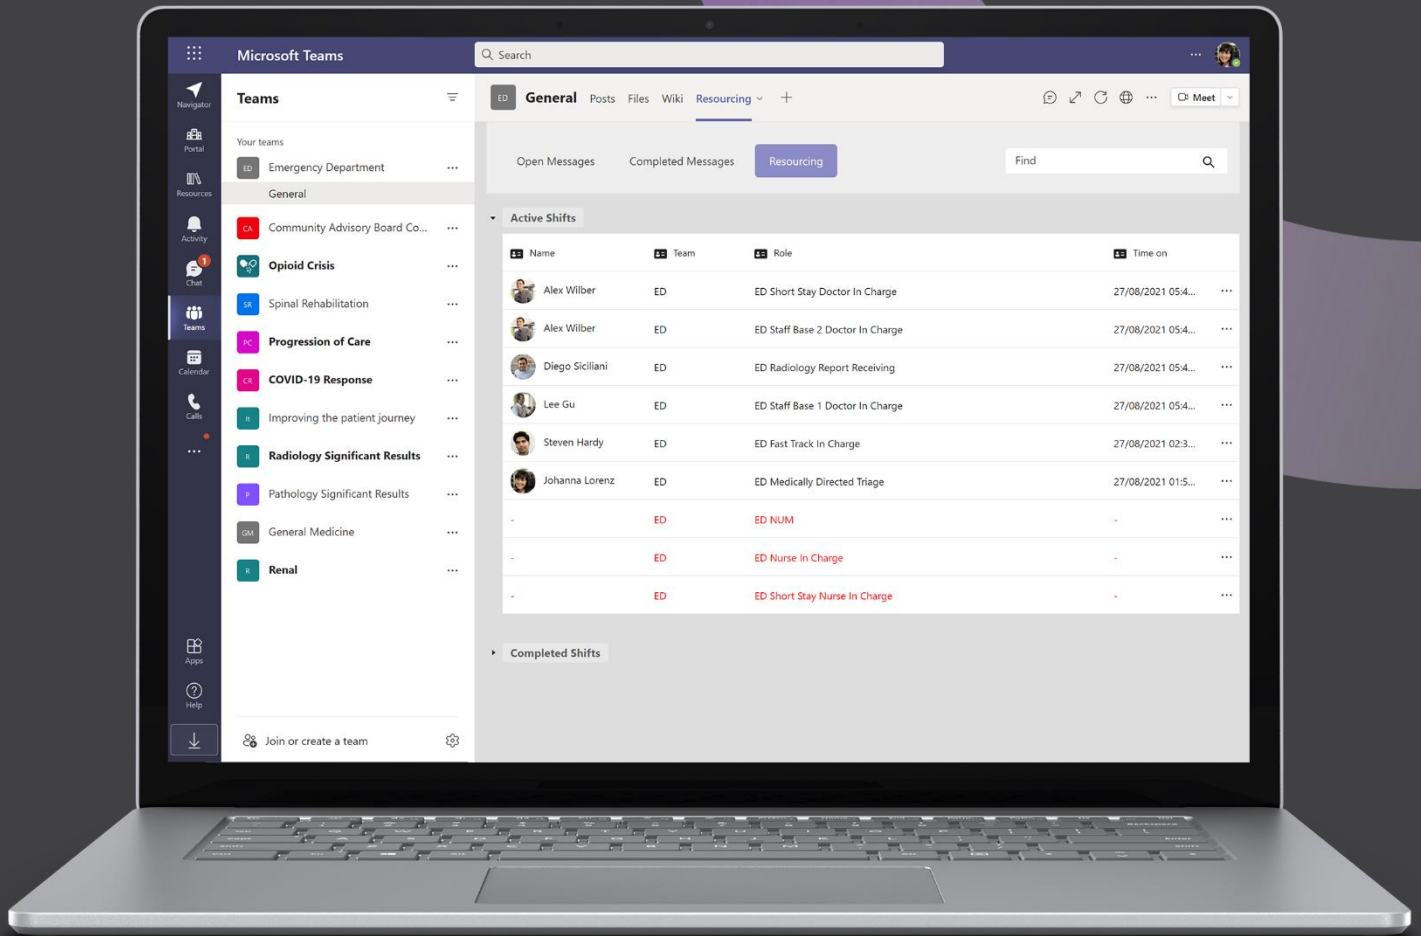 Microsoft Teams
Search
Navigator
Portal
Resources
Activity
1
Chat
Teams
Calendar
Calls
Apps
Help
Teams
Your teams
ED Emergency Department
General
CA Community Advisory Board Co...
Opioid Crisis
SR Spinal Rehabilitation
PC Progression of Care
CR COVID-19 Response
It Improving the patient journey
R Radiology Significant Results
P Pathology Significant Results
GM General Medicine
R Renal
Join or create a team
ED General Posts Files Wiki Resourcing
Meet
Open Messages Completed Messages Resourcing Find
Active Shifts
Name Team Role Time on
Alex Wilber ED ED Short Stay Doctor In Charge 27/08/2021 05:4...
Alex Wilber ED ED Staff Base 2 Doctor In Charge 27/08/2021 05:4...
Diego Siciliani ED ED Radiology Report Receiving 27/08/2021 05:4...
Lee Gu ED ED Staff Base 1 Doctor In Charge 27/08/2021 05:4...
Steven Hardy ED ED Fast Track In Charge 27/08/2021 02:3...
Johanna Lorenz ED ED Medically Directed Triage 27/08/2021 01:5...
- ED ED NUM -
- ED ED Nurse In Charge -
- ED ED Short Stay Nurse In Charge -
Completed Shifts